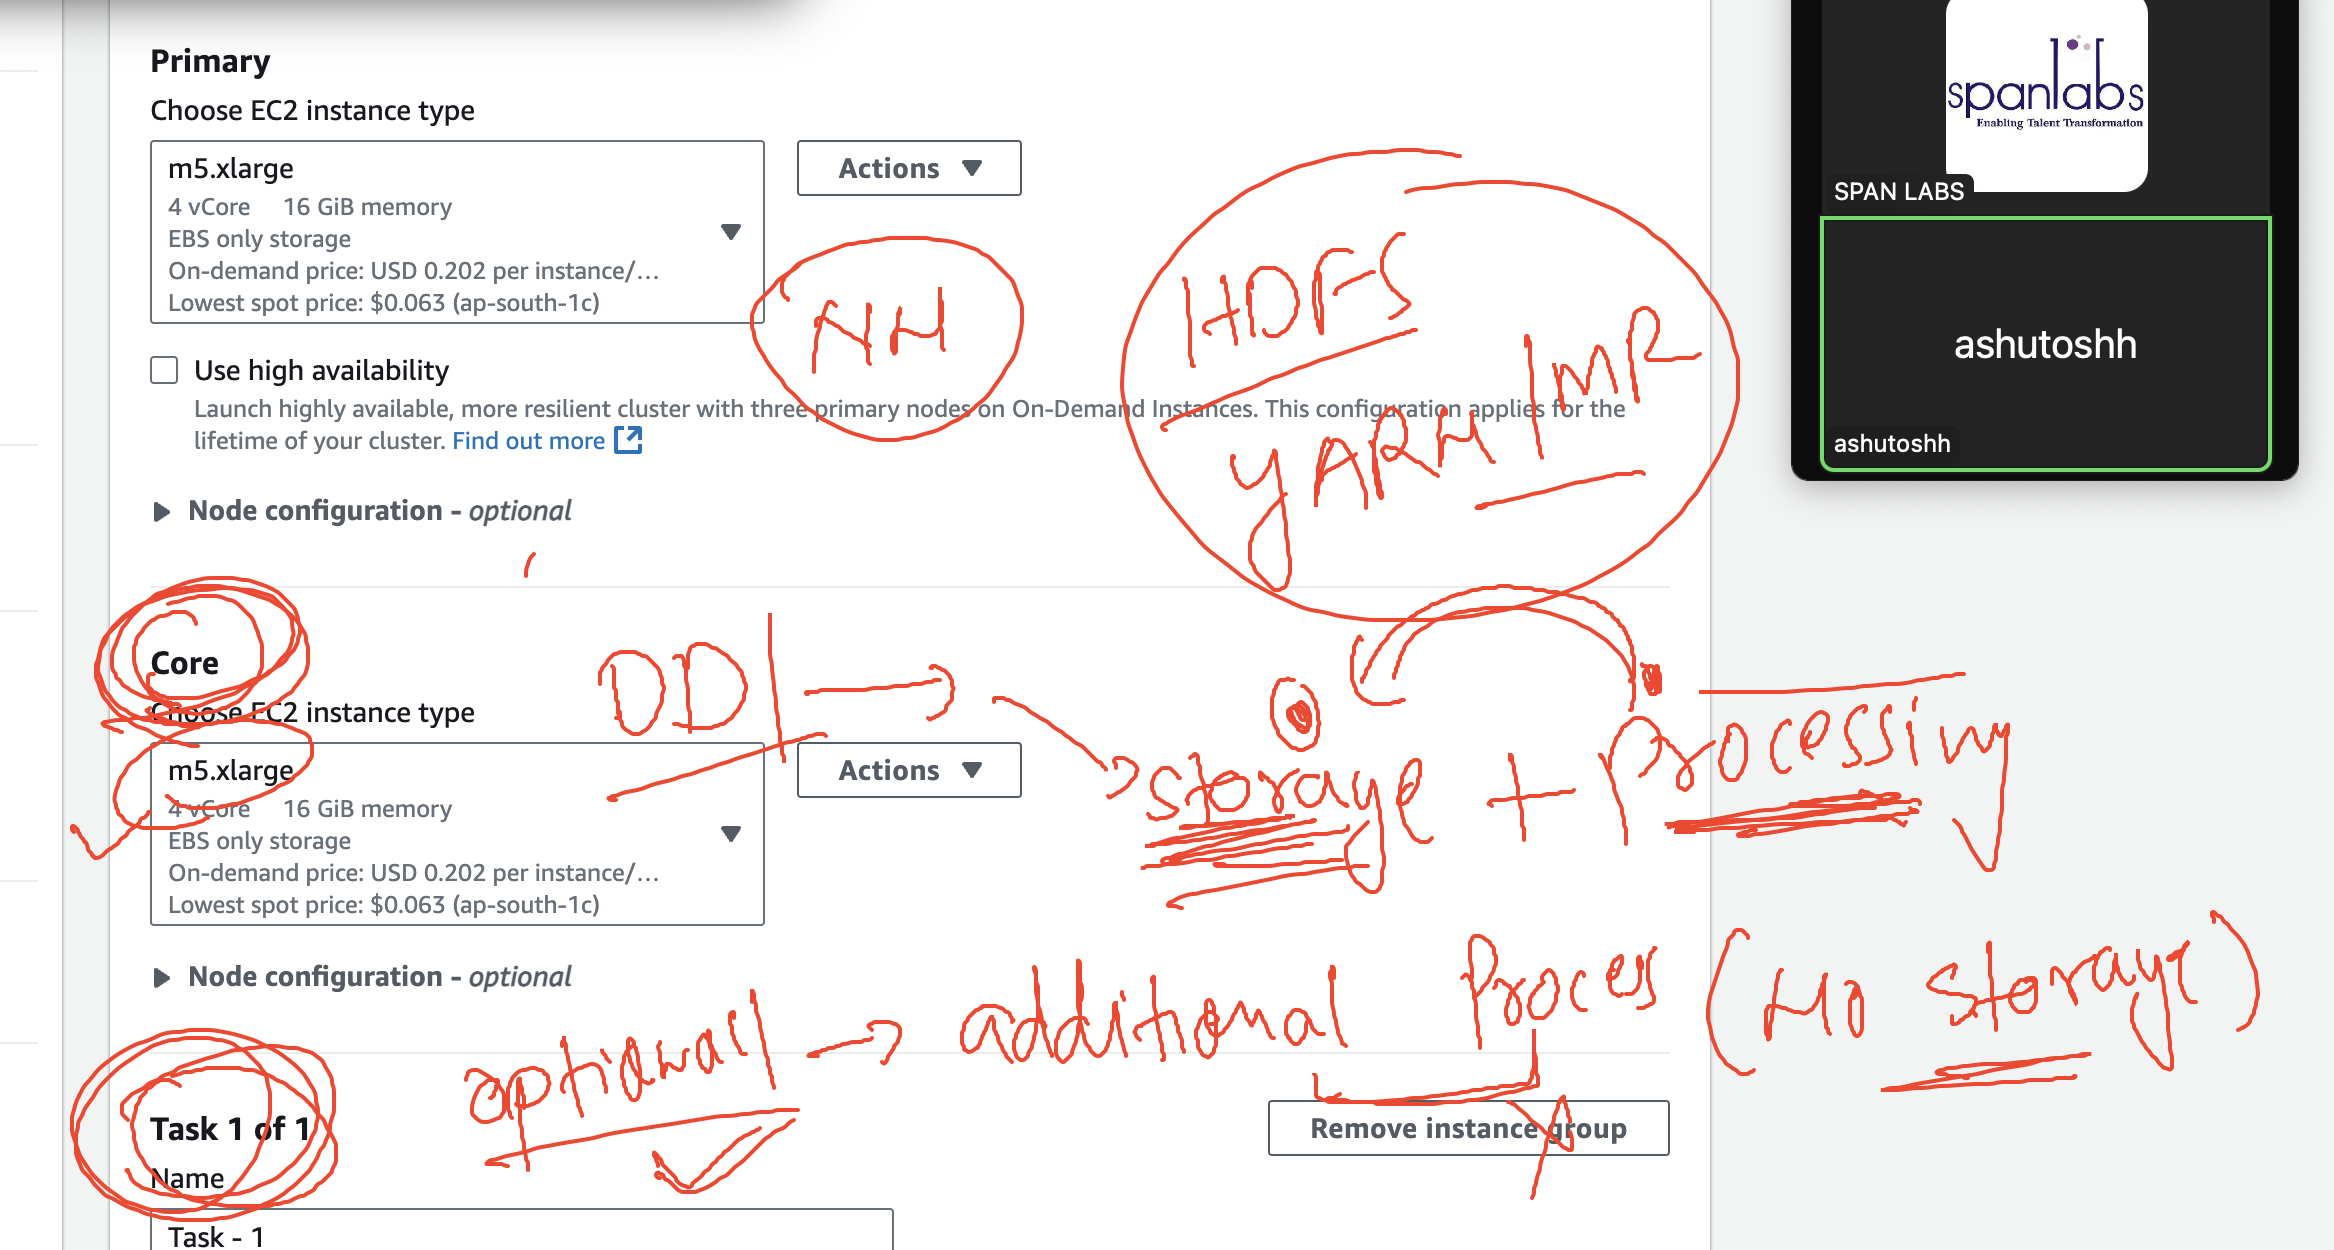 Primary
Choose EC2 instance type
m5.xlarge
4 vCore 16 GiB memory
EBS only storage
On-demand price: USD 0.202 per instance/...
Lowest spot price: $0.063 (ap-south-1c)
Actions
NN
HDFS
YARN | MR
Use high availability
Launch highly available, more resilient cluster with three primary nodes on On-Demand Instances. This configuration applies for the
lifetime of your cluster. Find out more
Node configuration - optional
Core
Choose EC2 instance type
m5.xlarge
4 vCore 16 GiB memory
EBS only storage
On-demand price: USD 0.202 per instance/...
Lowest spot price: $0.063 (ap-south-1c)
Actions
storage + Processing
Node configuration - optional
optional additional Process (No storage)
Task 1 of 1
Remove instance group
Name
Task - 1
spanlabs
Enabling Talent Transformation
SPAN LABS
ashutoshh
ashutoshh